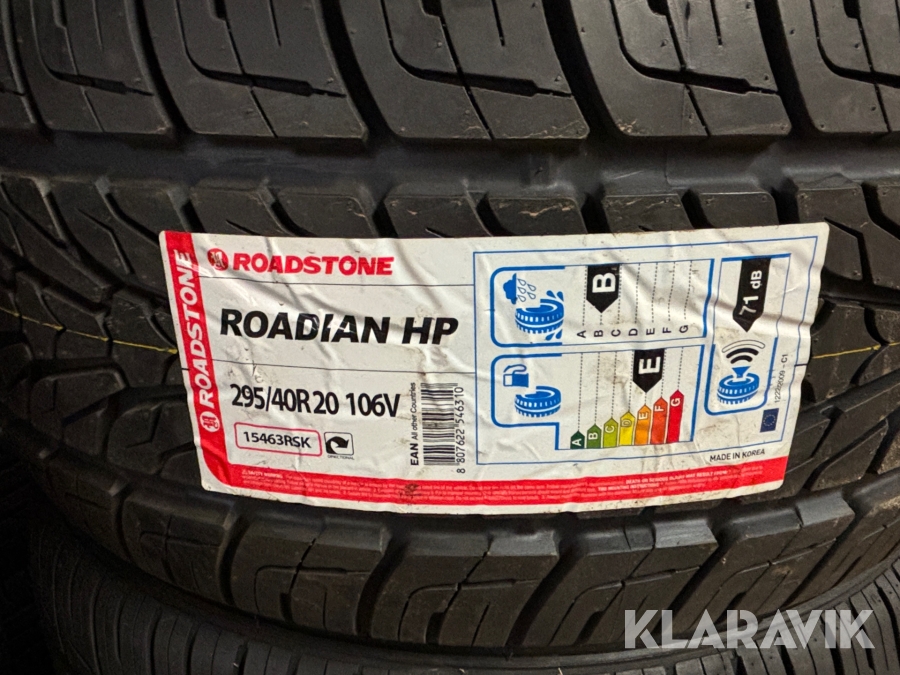 ROADSTONE
ROADSTONE
ROADIAN HP
295/40R20 106V
15463RSK
EAN All other Countries
8 807622 546310
B
A B C D E F G
E
A B C D E F G
71 dB
MADE IN KOREA
KLARAVIK